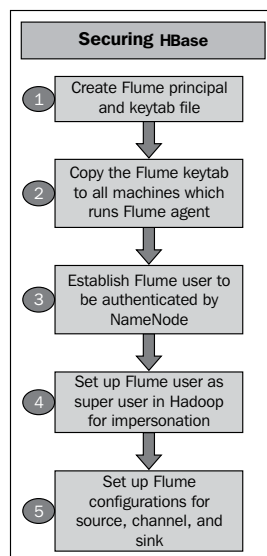 Securing HBase
1
Create Flume principal
and keytab file
2
Copy the Flume keytab
to all machines which
runs Flume agent
3
Establish Flume user to
be authenticated by
NameNode
4
Set up Flume user as
super user in Hadoop
for impersonation
5
Set up Flume
configurations for
source, channel, and
sink